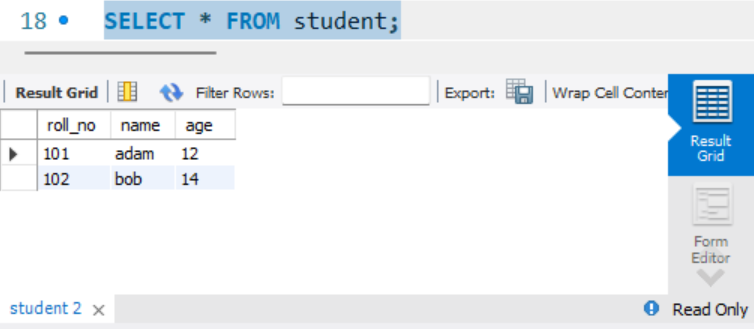 18 SELECT * FROM student;
Result Grid Filter Rows: Export: Wrap Cell Conter
roll_no name age
101 adam 12
102 bob 14
Result
Grid
Form
Editor
student 2 × Read Only